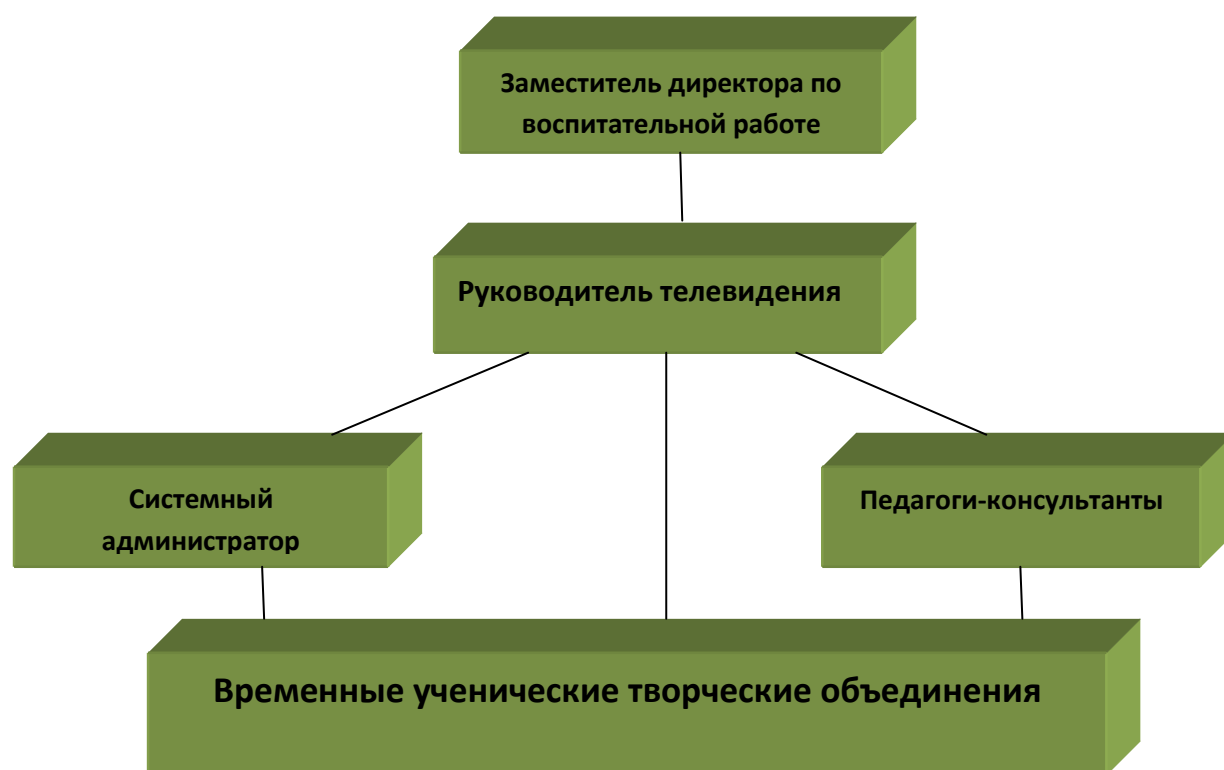 Заместитель директора по
воспитательной работе
Руководитель телевидения
Системный
администратор
Педагоги-консультанты
Временные ученические творческие объединения